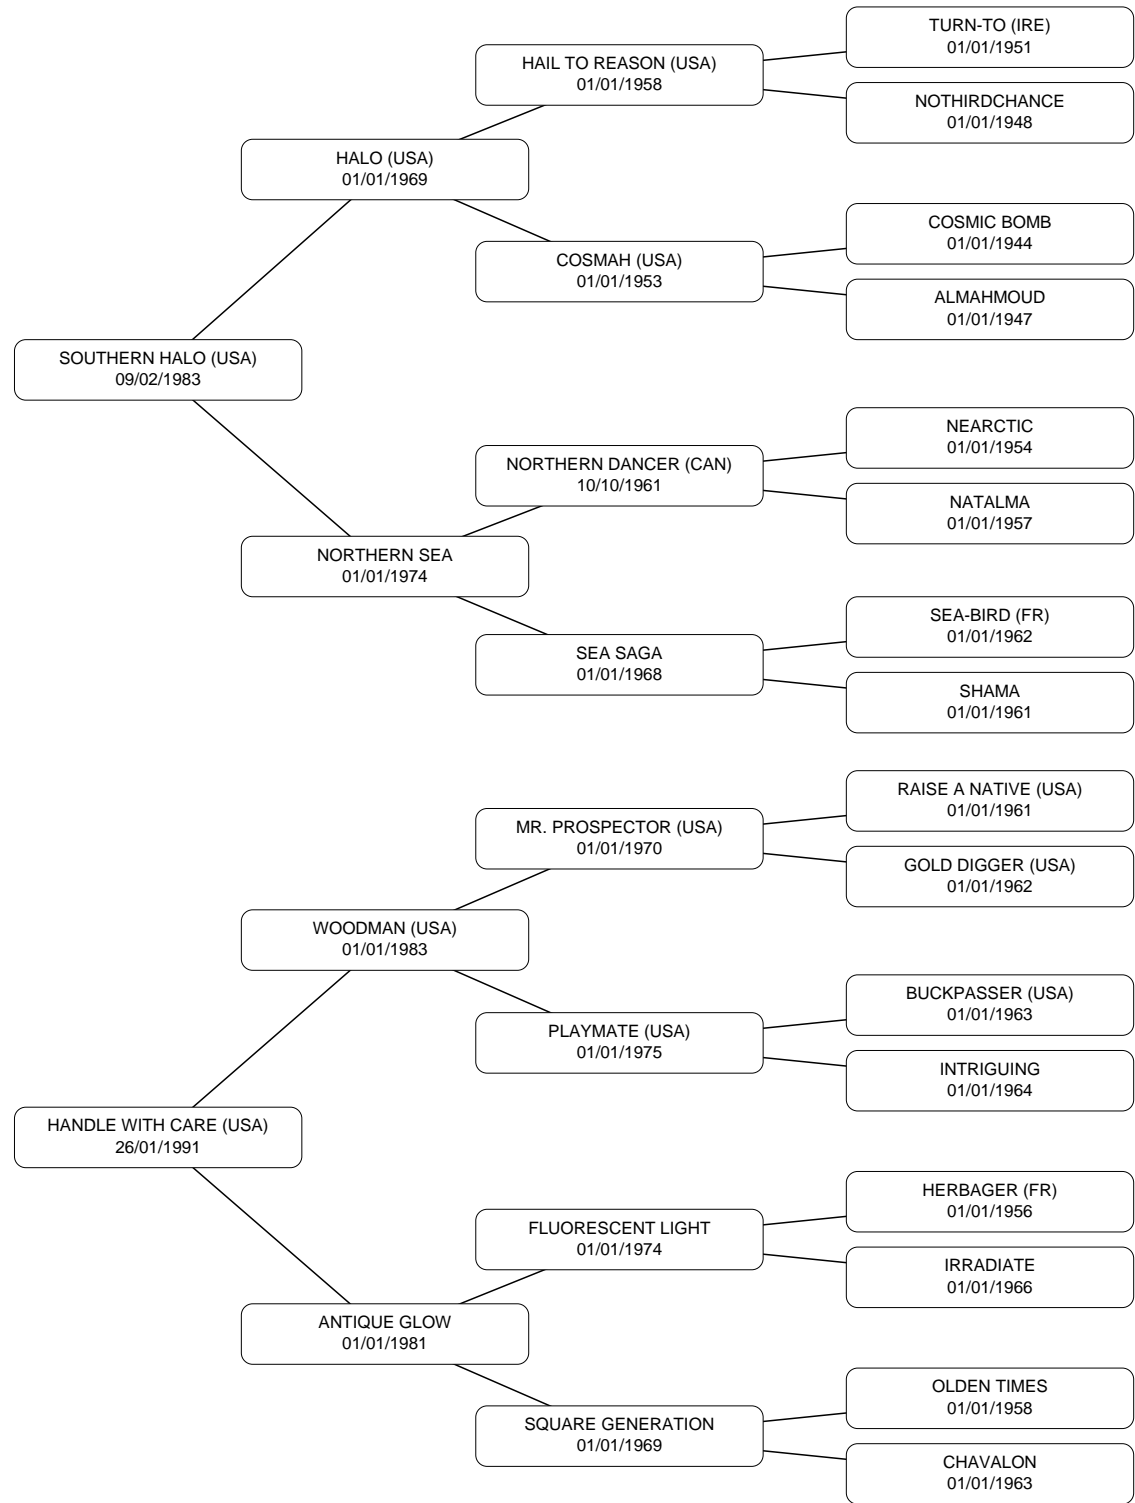 TURN-TO (IRE)
01/01/1951
HAIL TO REASON (USA)
01/01/1958
NOTHIRDCHANCE
01/01/1948
HALO (USA)
01/01/1969
COSMIC BOMB
01/01/1944
COSMAH (USA)
01/01/1953
ALMAHMOUD
01/01/1947
SOUTHERN HALO (USA)
09/02/1983
NEARCTIC
01/01/1954
NORTHERN DANCER (CAN)
10/10/1961
NATALMA
01/01/1957
NORTHERN SEA
01/01/1974
SEA-BIRD (FR)
01/01/1962
SEA SAGA
01/01/1968
SHAMA
01/01/1961
RAISE A NATIVE (USA)
01/01/1961
MR. PROSPECTOR (USA)
01/01/1970
GOLD DIGGER (USA)
01/01/1962
WOODMAN (USA)
01/01/1983
BUCKPASSER (USA)
01/01/1963
PLAYMATE (USA)
01/01/1975
INTRIGUING
01/01/1964
HANDLE WITH CARE (USA)
26/01/1991
HERBAGER (FR)
01/01/1956
FLUORESCENT LIGHT
01/01/1974
IRRADIATE
01/01/1966
ANTIQUE GLOW
01/01/1981
OLDEN TIMES
01/01/1958
SQUARE GENERATION
01/01/1969
CHAVALON
01/01/1963